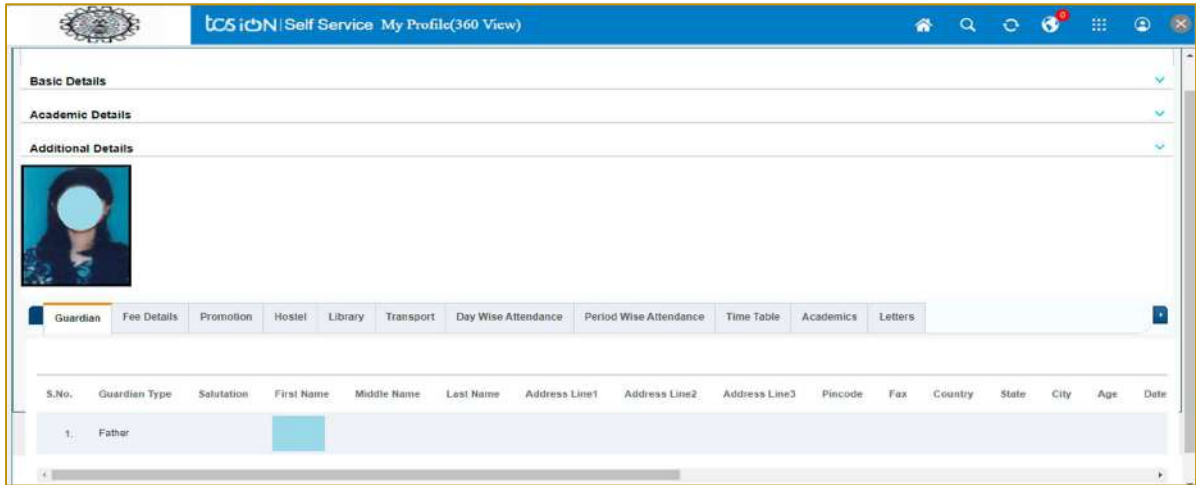 tcs iON|Self Service My Profile(360 View)
0
Basic Details
Academic Details
Additional Details
Guardian Fee Details Promotion Hostel Library Transport Day Wise Attendance Period Wise Attendance Time Table Academics Letters
S.No. Guardian Type Salutation First Name Middle Name Last Name Address Line1 Address Line2 Address Line3 Pincode Fax Country State City Age Date
1. Father